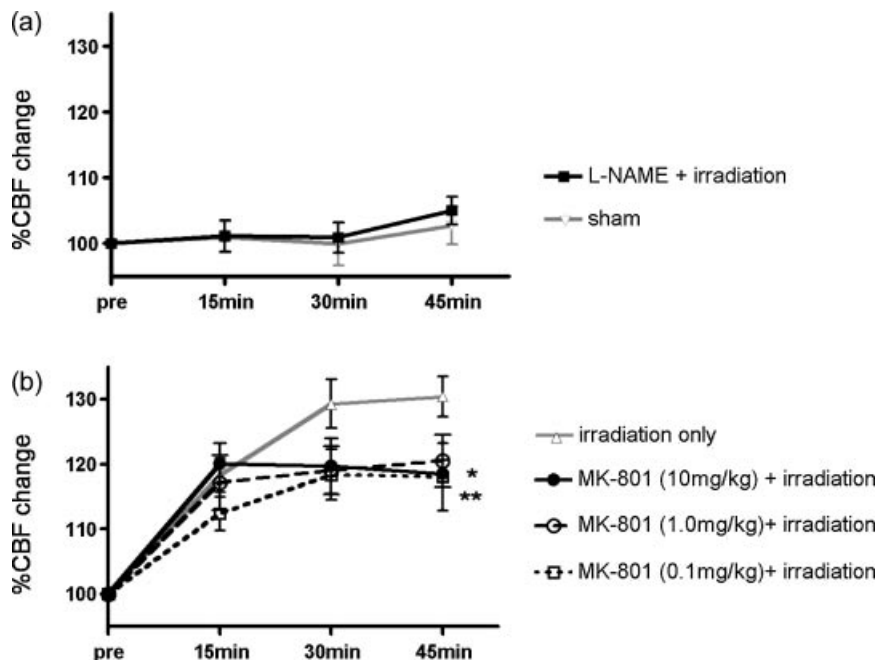 (a)
130
120
110
100
%CBF change
pre 15min 30min 45min
L-NAME + irradiation
sham
(b)
130
120
110
100
%CBF change
pre 15min 30min 45min
*
**
irradiation only
MK-801 (10mg/kg) + irradiation
MK-801 (1.0mg/kg)+ irradiation
MK-801 (0.1mg/kg)+ irradiation